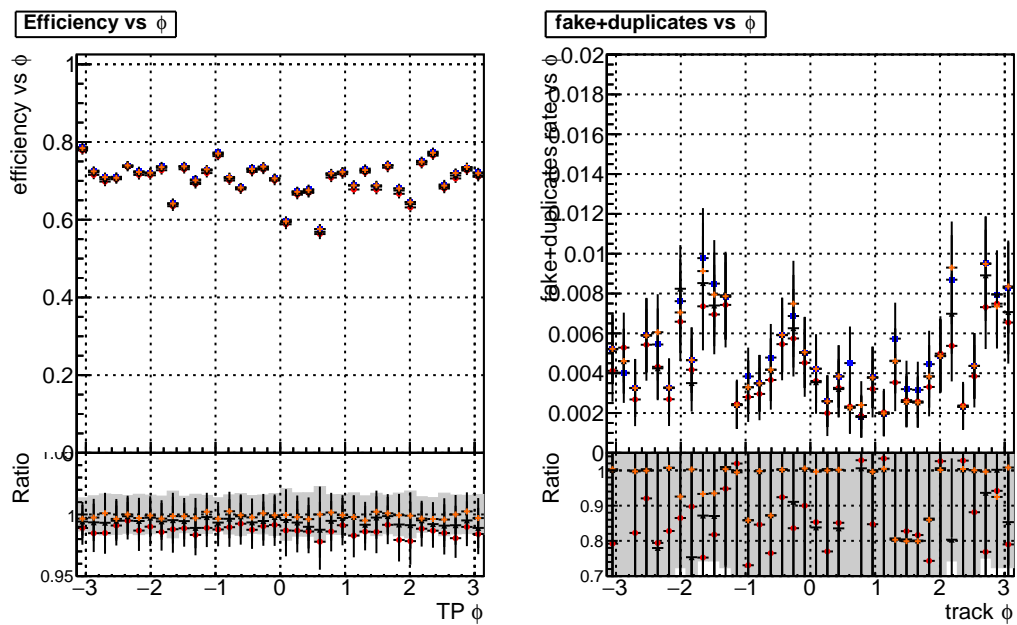 Efficiency vs ϕ
efficiency vs ϕ
1
0.8
0.6
0.4
0.2
0
Ratio
1.05
1
0.95
−3 −2 −1 0 1 2 3
TP ϕ
fake+duplicates vs ϕ
fake+duplicates rate vs ϕ
0.02
0.018
0.016
0.014
0.012
0.01
0.008
0.006
0.004
0.002
0
Ratio
1
0.9
0.8
0.7
−3 −2 −1 0 1 2 3
track ϕ